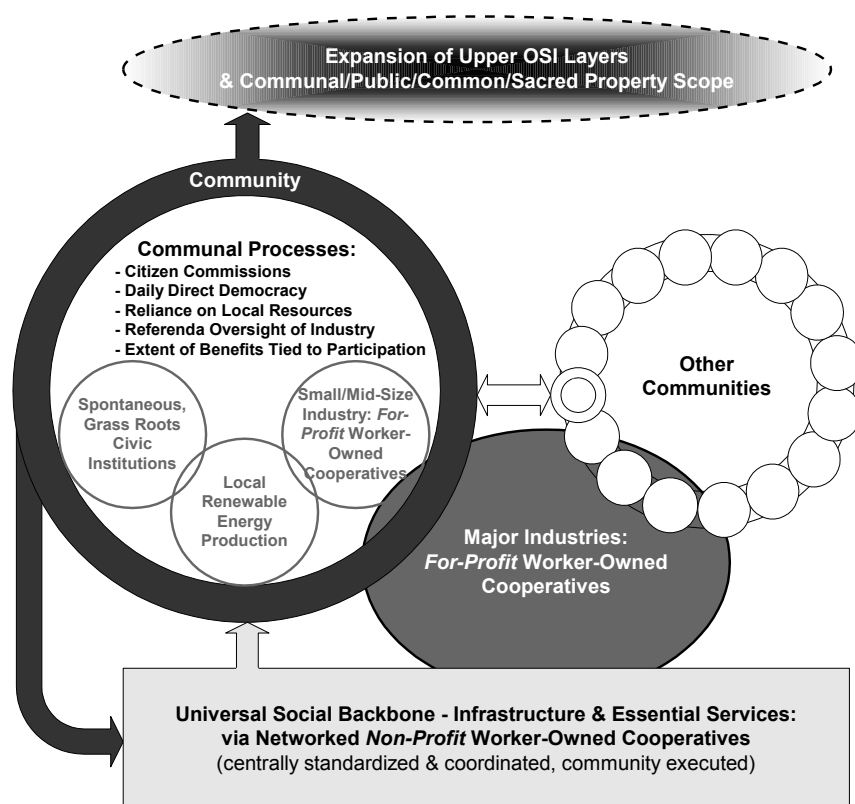 Expansion of Upper OSI Layers
& Communal/Public/Common/Sacred Property Scope
Community
Communal Processes:
- Citizen Commissions
- Daily Direct Democracy
- Reliance on Local Resources
- Referenda Oversight of Industry
- Extent of Benefits Tied to Participation
Spontaneous,
Grass Roots
Civic
Institutions
Small/Mid-Size
Industry: For-
Profit Worker-
Owned
Cooperatives
Local
Renewable
Energy
Production
Other
Communities
Major Industries:
For-Profit Worker-Owned
Cooperatives
Universal Social Backbone - Infrastructure & Essential Services:
via Networked Non-Profit Worker-Owned Cooperatives
(centrally standardized & coordinated, community executed)